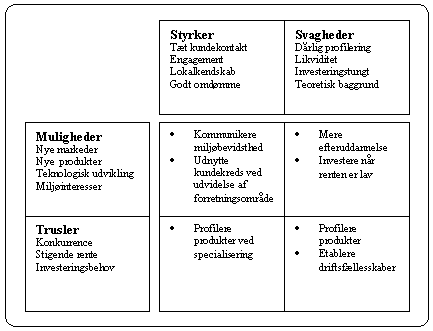 Styrker
Tæt kundekontakt
Engagement
Lokalkendskab
Godt omdømme
Svagheder
Dårlig profilering
Likviditet
Investeringstungt
Teoretisk baggrund
Muligheder
Nye markeder
Nye produkter
Teknologisk udvikling
Miljøinteresser
• Kommunikere
miljøbevidsthed
• Udnytte
kundekreds ved
udvidelse af
forretningsområde
• Mere
efteruddannelse
• Investere når
renten er lav
Trusler
Konkurrence
Stigende rente
Investeringsbehov
• Profilere
produkter ved
specialisering
• Profilere
produkter
• Etablere
driftsfællesskaber